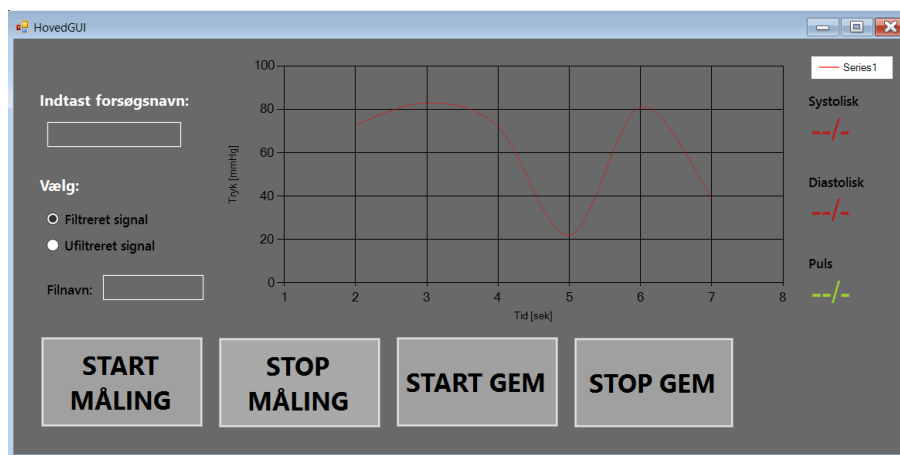 HovedGUI
Indtast forsøgsnavn:
Vælg:
Filtreret signal
Ufiltreret signal
Filnavn:
Tryk [mmHg]
100
80
60
40
20
0
1 2 3 4 5 6 7 8
Tid [sek]
Series1
Systolisk
--/-
Diastolisk
--/-
Puls
--/-
START
MÅLING
STOP
MÅLING
START GEM
STOP GEM